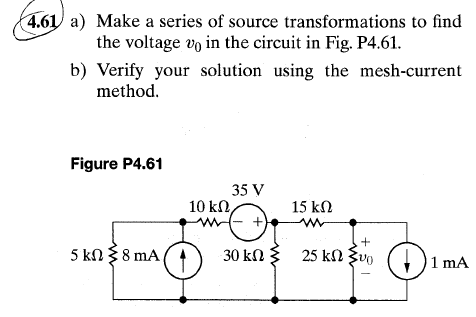 4.61 a) Make a series of source transformations to find
the voltage v0 in the circuit in Fig. P4.61.
b) Verify your solution using the mesh-current
method.
Figure P4.61
35 V
10 kΩ
− +
15 kΩ
5 kΩ
8 mA
30 kΩ
25 kΩ
+
v0
−
1 mA